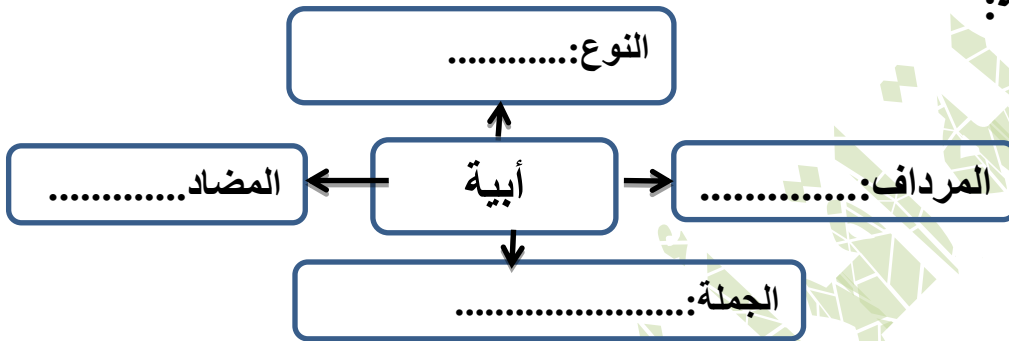 النوع:............
المرداف:..............
أبية
المضاد.............
الجملة:.......................